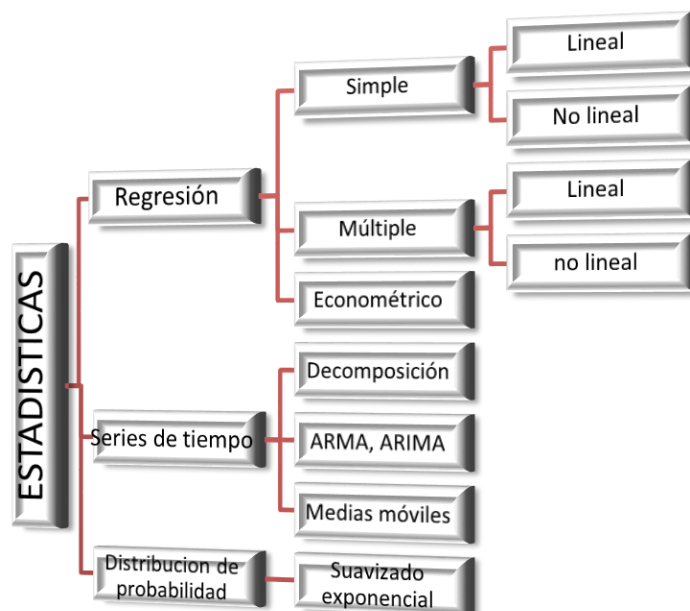 ESTADISTICAS
Regresión
Simple
Lineal
No lineal
Múltiple
Lineal
no lineal
Econométrico
Series de tiempo
Decomposición
ARMA, ARIMA
Medias móviles
Distribucion de
probabilidad
Suavizado
exponencial